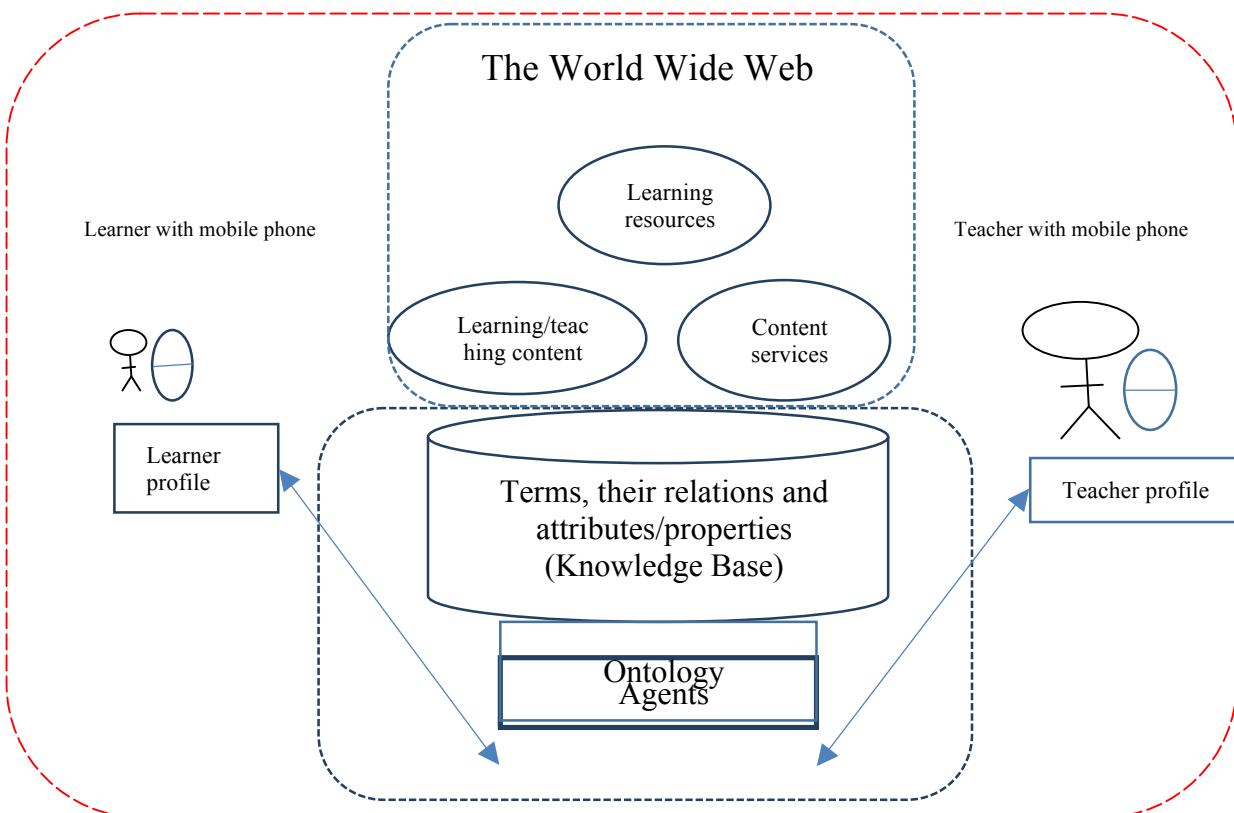 The World Wide Web
Learning
resources
Learner with mobile phone
Teacher with mobile phone
Learning/teac
hing content
Content
services
Learner
profile
Terms, their relations and
attributes/properties
(Knowledge Base)
Teacher profile
Ontology
Agents